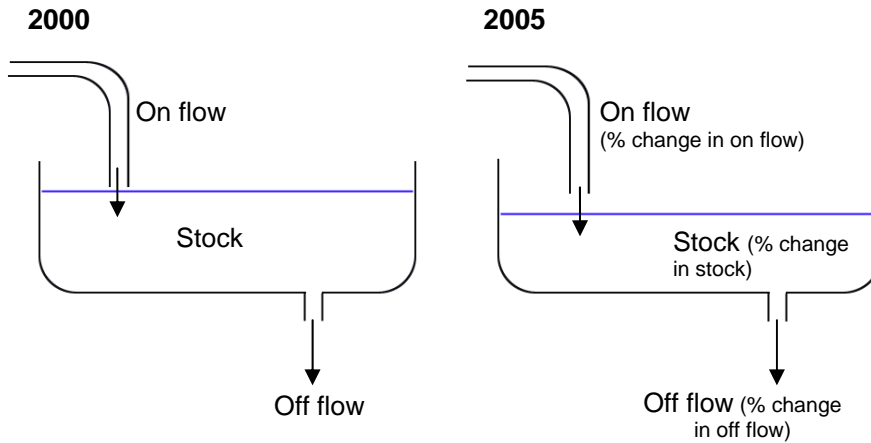 2000
On flow
Stock
Off flow
2005
On flow
(% change in on flow)
Stock (% change
in stock)
Off flow (% change
in off flow)